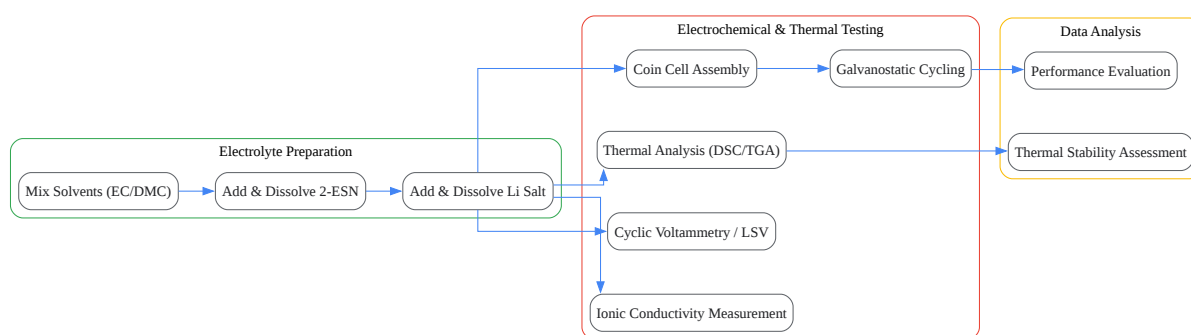 Electrochemical & Thermal Testing
Data Analysis
Coin Cell Assembly
Galvanostatic Cycling
Performance Evaluation
Electrolyte Preparation
Thermal Analysis (DSC/TGA)
Thermal Stability Assessment
Mix Solvents (EC/DMC)
Add & Dissolve 2-ESN
Add & Dissolve Li Salt
Cyclic Voltammetry / LSV
Ionic Conductivity Measurement